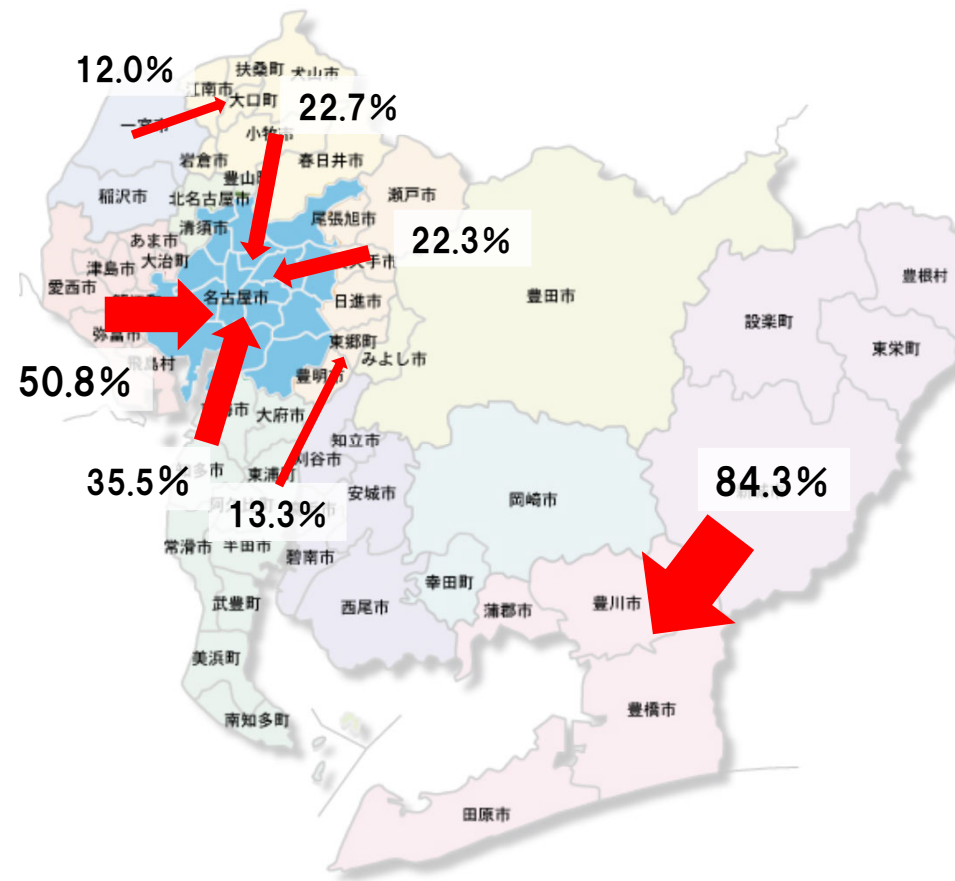 12.0%
扶桑町
犬山市
江南市
大口町
22.7%
一宮市
小牧市
岩倉市
春日井市
豊山町
瀬戸市
稲沢市
北名古屋市
尾張旭市
清須市
22.3%
あま市
大治町
津島市
愛西市
名古屋市
日進市
豊田市
豊根村
設楽町
東栄町
弥富市
東郷町
みよし市
飛島村
豊明市
50.8%
大府市
知立市
刈谷市
東浦町
35.5%
安城市
岡崎市
84.3%
13.3%
常滑市
半田市
碧南市
幸田町
武豊町
西尾市
蒲郡市
豊川市
美浜町
南知多町
豊橋市
田原市